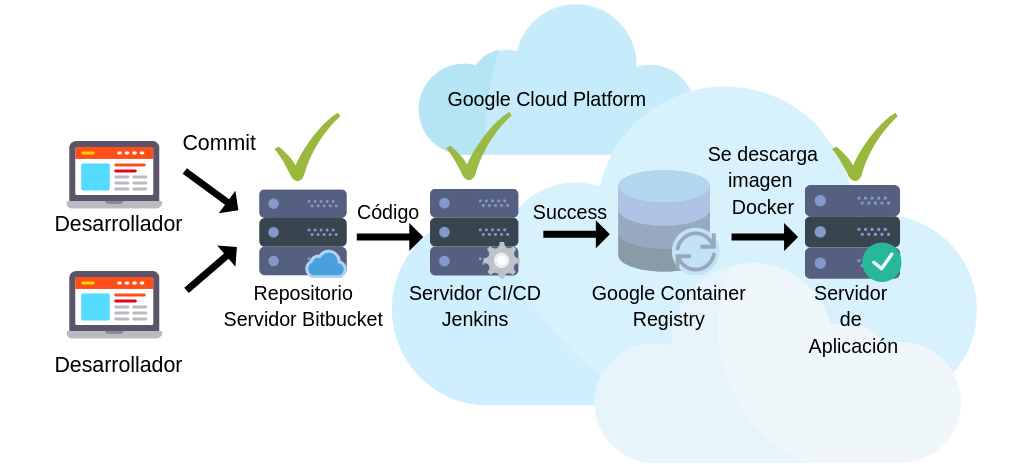 Google Cloud Platform
Commit
Desarrollador
Desarrollador
Código
Repositorio
Servidor Bitbucket
Success
Servidor CI/CD
Jenkins
Google Container
Registry
Se descarga
imagen
Docker
Servidor
de
Aplicación